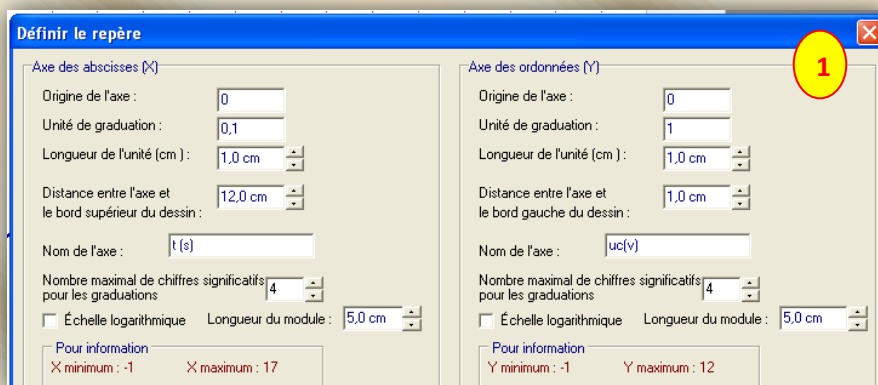 Définir le repère
1
Axe des abscisses (X)
Origine de l'axe : 0
Unité de graduation : 0,1
Longueur de l'unité (cm ) : 1,0 cm
Distance entre l'axe et
le bord supérieur du dessin : 12,0 cm
Nom de l'axe : t (s)
Nombre maximal de chiffres significatifs
pour les graduations 4
Échelle logarithmique Longueur du module : 5,0 cm
Pour information
X minimum : -1 X maximum : 17
Axe des ordonnées (Y)
Origine de l'axe : 0
Unité de graduation : 1
Longueur de l'unité (cm ) : 1,0 cm
Distance entre l'axe et
le bord gauche du dessin : 1,0 cm
Nom de l'axe : uc(v)
Nombre maximal de chiffres significatifs
pour les graduations 4
Échelle logarithmique Longueur du module : 5,0 cm
Pour information
Y minimum : -1 Y maximum : 12